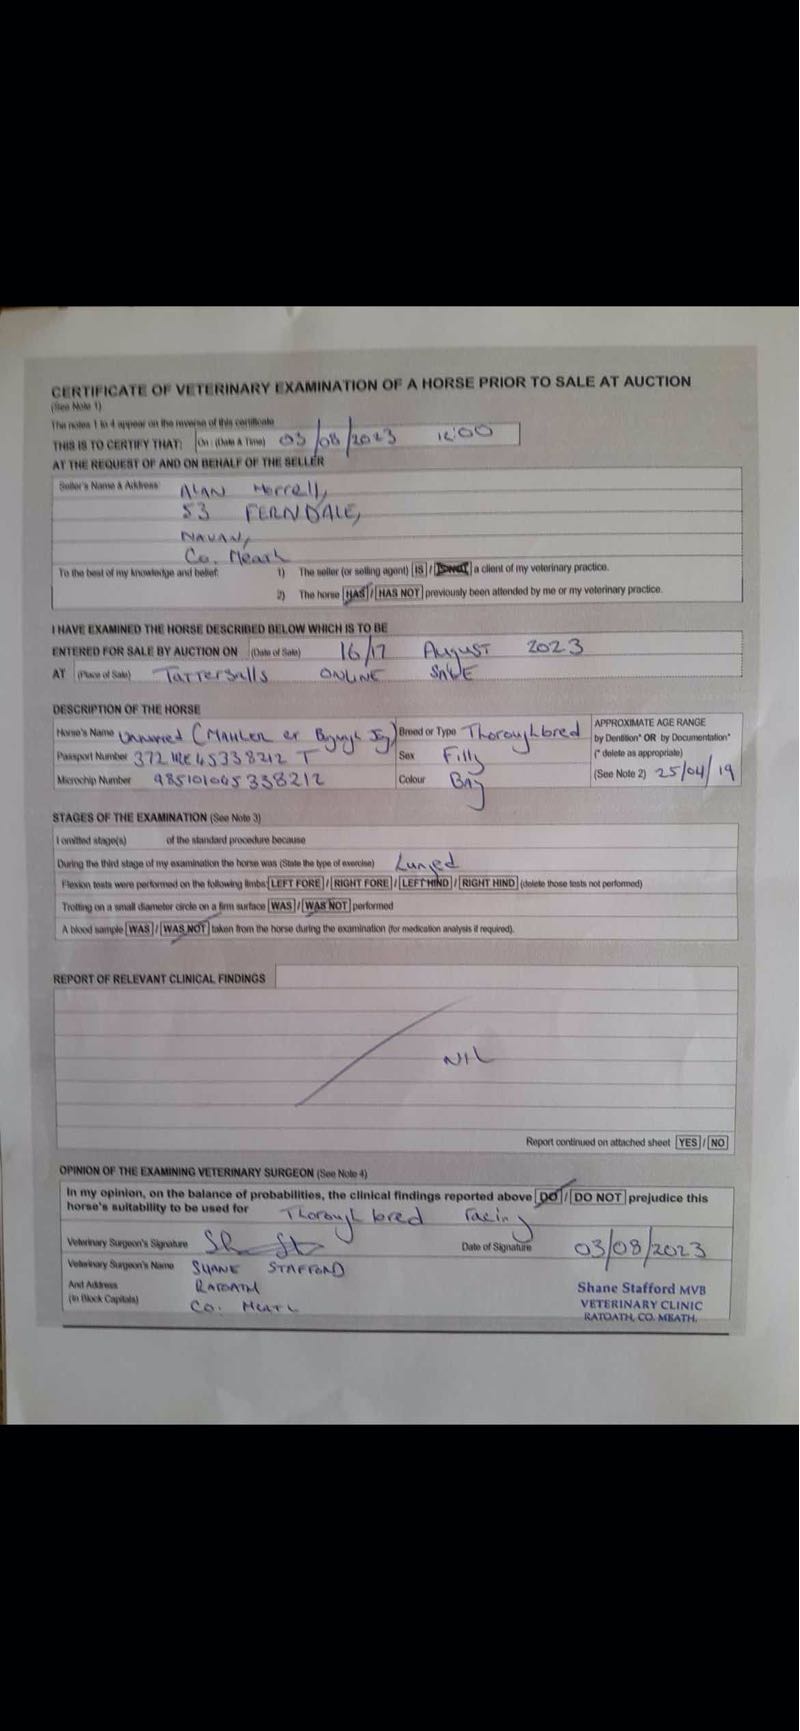 CERTIFICATE OF VETERINARY EXAMINATION OF A HORSE PRIOR TO SALE AT AUCTION
(See Note 1)
The notes 1 to 4 appear on the reverse of this certificate
THIS IS TO CERTIFY THAT: On : (Date & Time) 03/08/2023 12:00
AT THE REQUEST OF AND ON BEHALF OF THE SELLER
Seller's Name & Address ALAN Morrell,
53 FERNDALE,
NAVAN,
Co. Meath
To the best of my knowledge and belief: 1) The seller (or selling agent) IS / IS NOT a client of my veterinary practice.
2) The horse HAS / HAS NOT previously been attended by me or my veterinary practice.
I HAVE EXAMINED THE HORSE DESCRIBED BELOW WHICH IS TO BE
ENTERED FOR SALE BY AUCTION ON (Date of Sale) 16/17 August 2023
AT (Place of Sale) Tattersalls ONLINE SALE
DESCRIPTION OF THE HORSE
Horse's Name Unnamed (MAHLER ex Joy) Breed or Type Thoroughbred
Passport Number 372 IRE 45338212 T Sex Filly
Microchip Number 985101045338212 Colour BAY
APPROXIMATE AGE RANGE
by Dentition* OR by Documentation*
(* delete as appropriate)
(See Note 2) 25/04/19
STAGES OF THE EXAMINATION (See Note 3)
I omitted stage(s) of the standard procedure because
During the third stage of my examination the horse was (State the type of exercise) Lunged
Flexion tests were performed on the following limbs: LEFT FORE / RIGHT FORE / LEFT HIND / RIGHT HIND (delete those tests not performed)
Trotting on a small diameter circle on a firm surface WAS / WAS NOT performed
A blood sample WAS / WAS NOT taken from the horse during the examination (for medication analysis if required).
REPORT OF RELEVANT CLINICAL FINDINGS
NIL
Report continued on attached sheet YES / NO
OPINION OF THE EXAMINING VETERINARY SURGEON (See Note 4)
In my opinion, on the balance of probabilities, the clinical findings reported above DO / DO NOT prejudice this
horse's suitability to be used for Thoroughbred racing
Veterinary Surgeon's Signature Date of Signature 03/08/2023
Veterinary Surgeon's Name SHANE STAFFORD
And Address RATOATH
(In Block Capitals) CO. MEATH
Shane Stafford MVB
VETERINARY CLINIC
RATOATH, CO. MEATH.